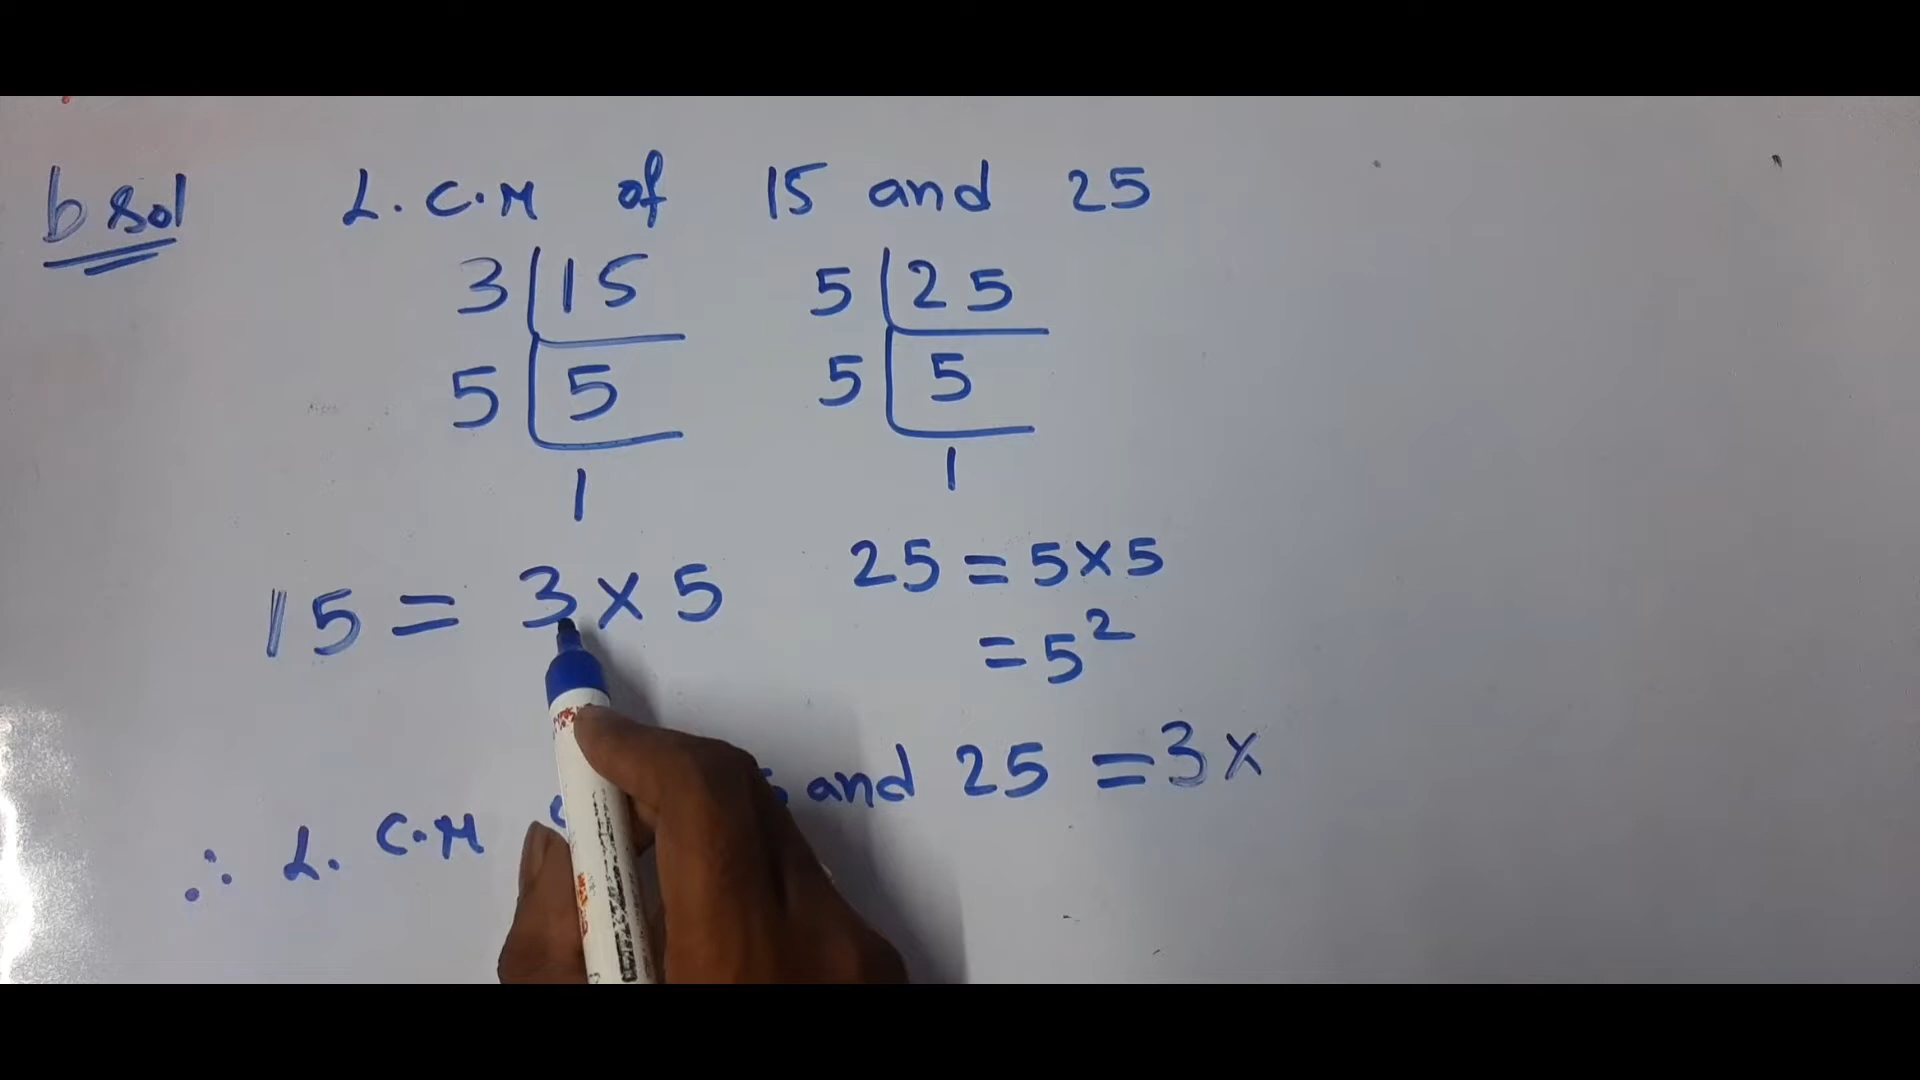 b sol L.C.M of 15 and 25
3 | 15 5 | 25
5 | 5 5 | 5
1 1
15 = 3 × 5 25 = 5×5
= 5²
∴ L.C.M and 25 = 3 ×